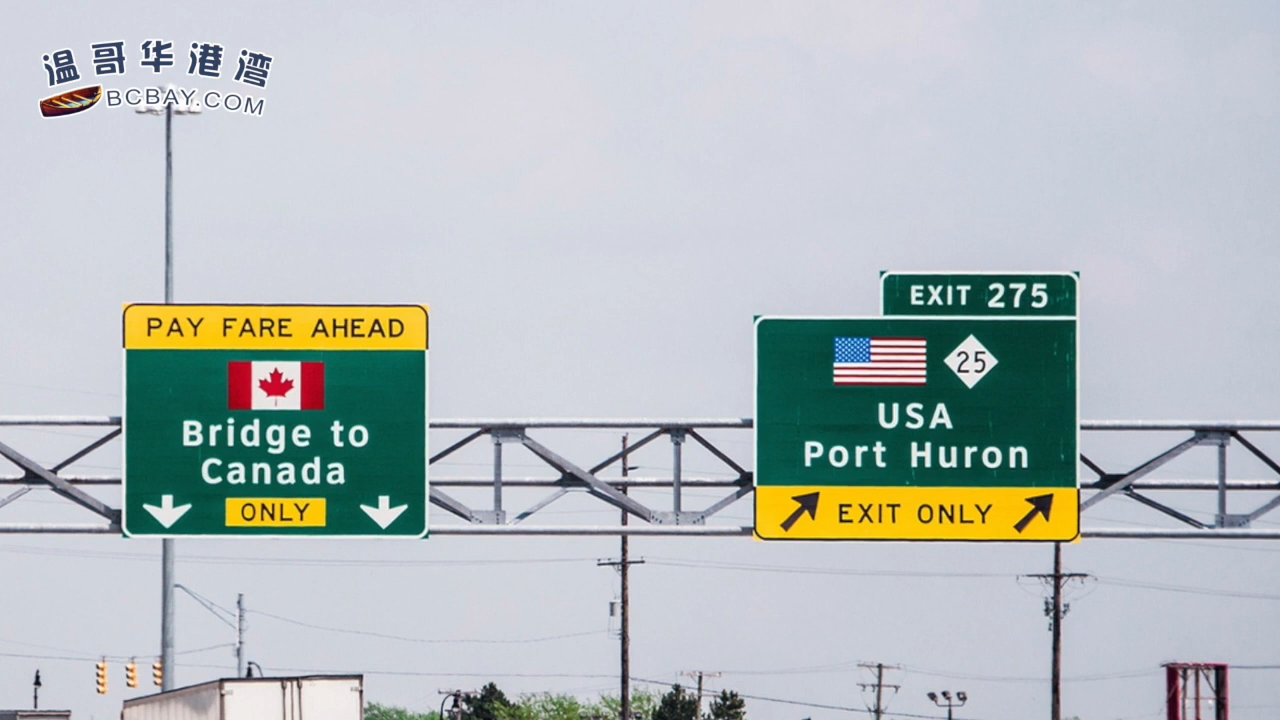 温哥华港湾
BCBAY.COM
PAY FARE AHEAD
Bridge to
Canada
ONLY
EXIT 275
25
USA
Port Huron
EXIT ONLY